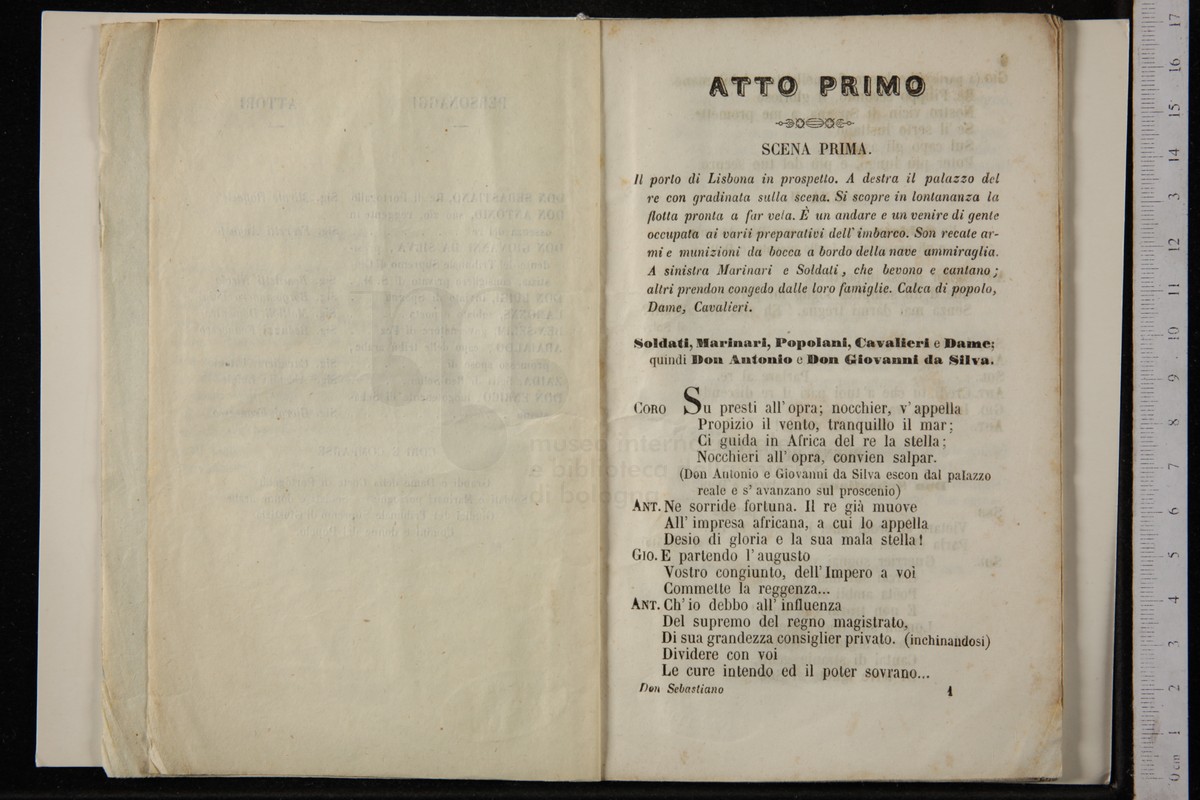 ATTO PRIMO
SCENA PRIMA.
Il porto di Lisbona in prospetto. A destra il palazzo del
re con gradinata sulla scena. Si scopre in lontananza la
flotta pronta a far vela. È un andare e un venire di gente
occupata ai varii preparativi dell' imbarco. Son recate ar-
mi e munizioni da bocca a bordo della nave ammiraglia.
A sinistra Marinari e Soldati, che bevono e cantano;
altri prendon congedo dalle loro famiglie. Calca di popolo,
Dame, Cavalieri.
Soldati, Marinari, Popolani, Cavalieri e Dame;
quindi Don Antonio e Don Giovanni da Silva.
CORO Su presti all' opra; nocchier, v' appella
Propizio il vento, tranquillo il mar;
Ci guida in Africa del re la stella;
Nocchieri all' opra, convien salpar.
(Don Antonio e Giovanni da Silva escon dal palazzo
reale e s' avanzano sul proscenio)
ANT. Ne sorride fortuna. Il re già muove
All' impresa africana, a cui lo appella
Desio di gloria e la sua mala stella!
GIO. E partendo l' augusto
Vostro congiunto, dell' Impero a voi
Commette la reggenza...
ANT. Ch' io debbo all' influenza
Del supremo del regno magistrato,
Di sua grandezza consiglier privato. (inchinandosi)
Dividere con voi
Le cure intendo ed il poter sovrano...
Don Sebastiano 1
museo intern
e biblioteca
di bologna
PERSONAGGI ATTORI
0 cm 1 2 3 4 5 6 7 8 9 10 11 12 13 14 15 16 17